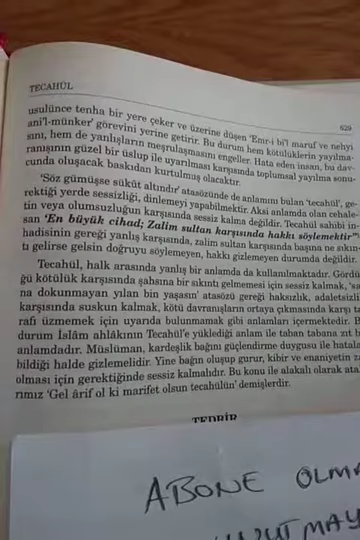 TECAHÜL
629
usulünce tenha bir yere çeker ve üzerine düşen 'Emr-i bi'l maruf ve nehyi
ani'l-münker' görevini yerine getirir. Bu durum hem kötülüklerin yayılma-
sını, hem de yanlışların meşrulaşmasını engeller. Hata eden insan, bu dav-
ranışının güzel bir üslup ile uyarılması karşısında toplumsal yayılma sonu-
cunda oluşacak baskıdan kurtulmuş olacaktır.
'Söz gümüşse sükût altındır' atasözünde de anlamını bulan 'tecahül', ge-
rektiği yerde sessizliği, dinlemeyi yapabilmektir. Aksi anlamda olan cehale-
tin veya olumsuzluğun karşısında sessiz kalma değildir. Tecahül sahibi in-
san 'En büyük cihad; Zalim sultan karşısında hakkı söylemektir'
hadisinin gereği yanlış karşısında, zalim sultan karşısında başına ne sıkın-
tı gelirse gelsin doğruyu söylemeyen, hakkı gizlemeyen durumda değildir.
Tecahül, halk arasında yanlış bir anlamda da kullanılmaktadır. Gördü
ğü kötülük karşısında şahsına bir sıkıntı gelmemesi için sessiz kalmak, 'sa
na dokunmayan yılan bin yaşasın' atasözü gereği haksızlık, adaletsizli
karşısında suskun kalmak, kötü davranışların ortaya çıkmasında karşı ta
rafı üzmemek için uyarıda bulunmamak gibi anlamları içermektedir. B
durum İslâm ahlâkının Tecahül'e yüklediği anlam ile taban tabana zıt b
anlamdadır. Müslüman, kardeşlik bağını güçlendirme duygusu ile hatala
bildiği halde gizlemelidir. Yine bağın oluşup gurur, kibir ve enaniyetin za
olması için gerektiğinde sessiz kalmalıdır. Bu konu ile alakalı olarak ata
rımız 'Gel ârif ol ki marifet olsun tecahülün' demişlerdir.
TEDBİR
ABONE OLMA
UNUTMAY